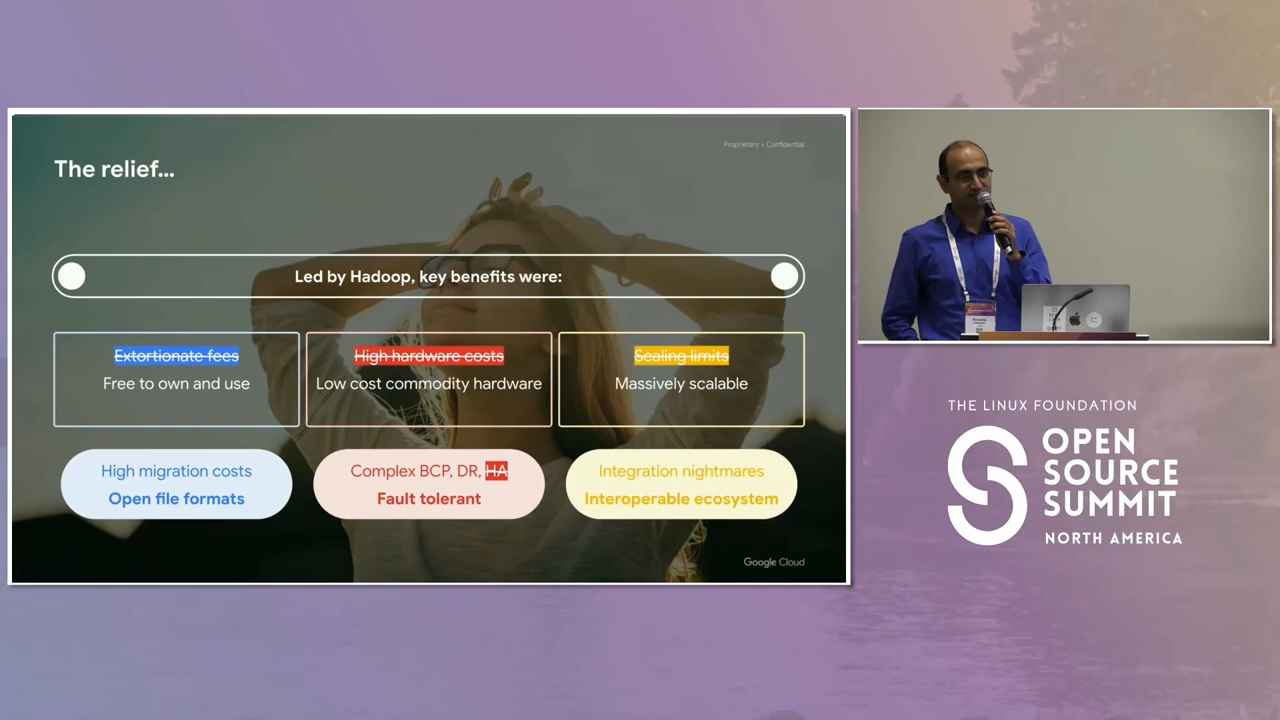 Proprietary + Confidential
The relief...
Led by Hadoop, key benefits were:
Extortionate fees
Free to own and use
High hardware costs
Low cost commodity hardware
Scaling limits
Massively scalable
High migration costs
Open file formats
Complex BCP, DR, HA
Fault tolerant
Integration nightmares
Interoperable ecosystem
Google Cloud
THE LINUX FOUNDATION
OPEN
SOURCE
SUMMIT
NORTH AMERICA